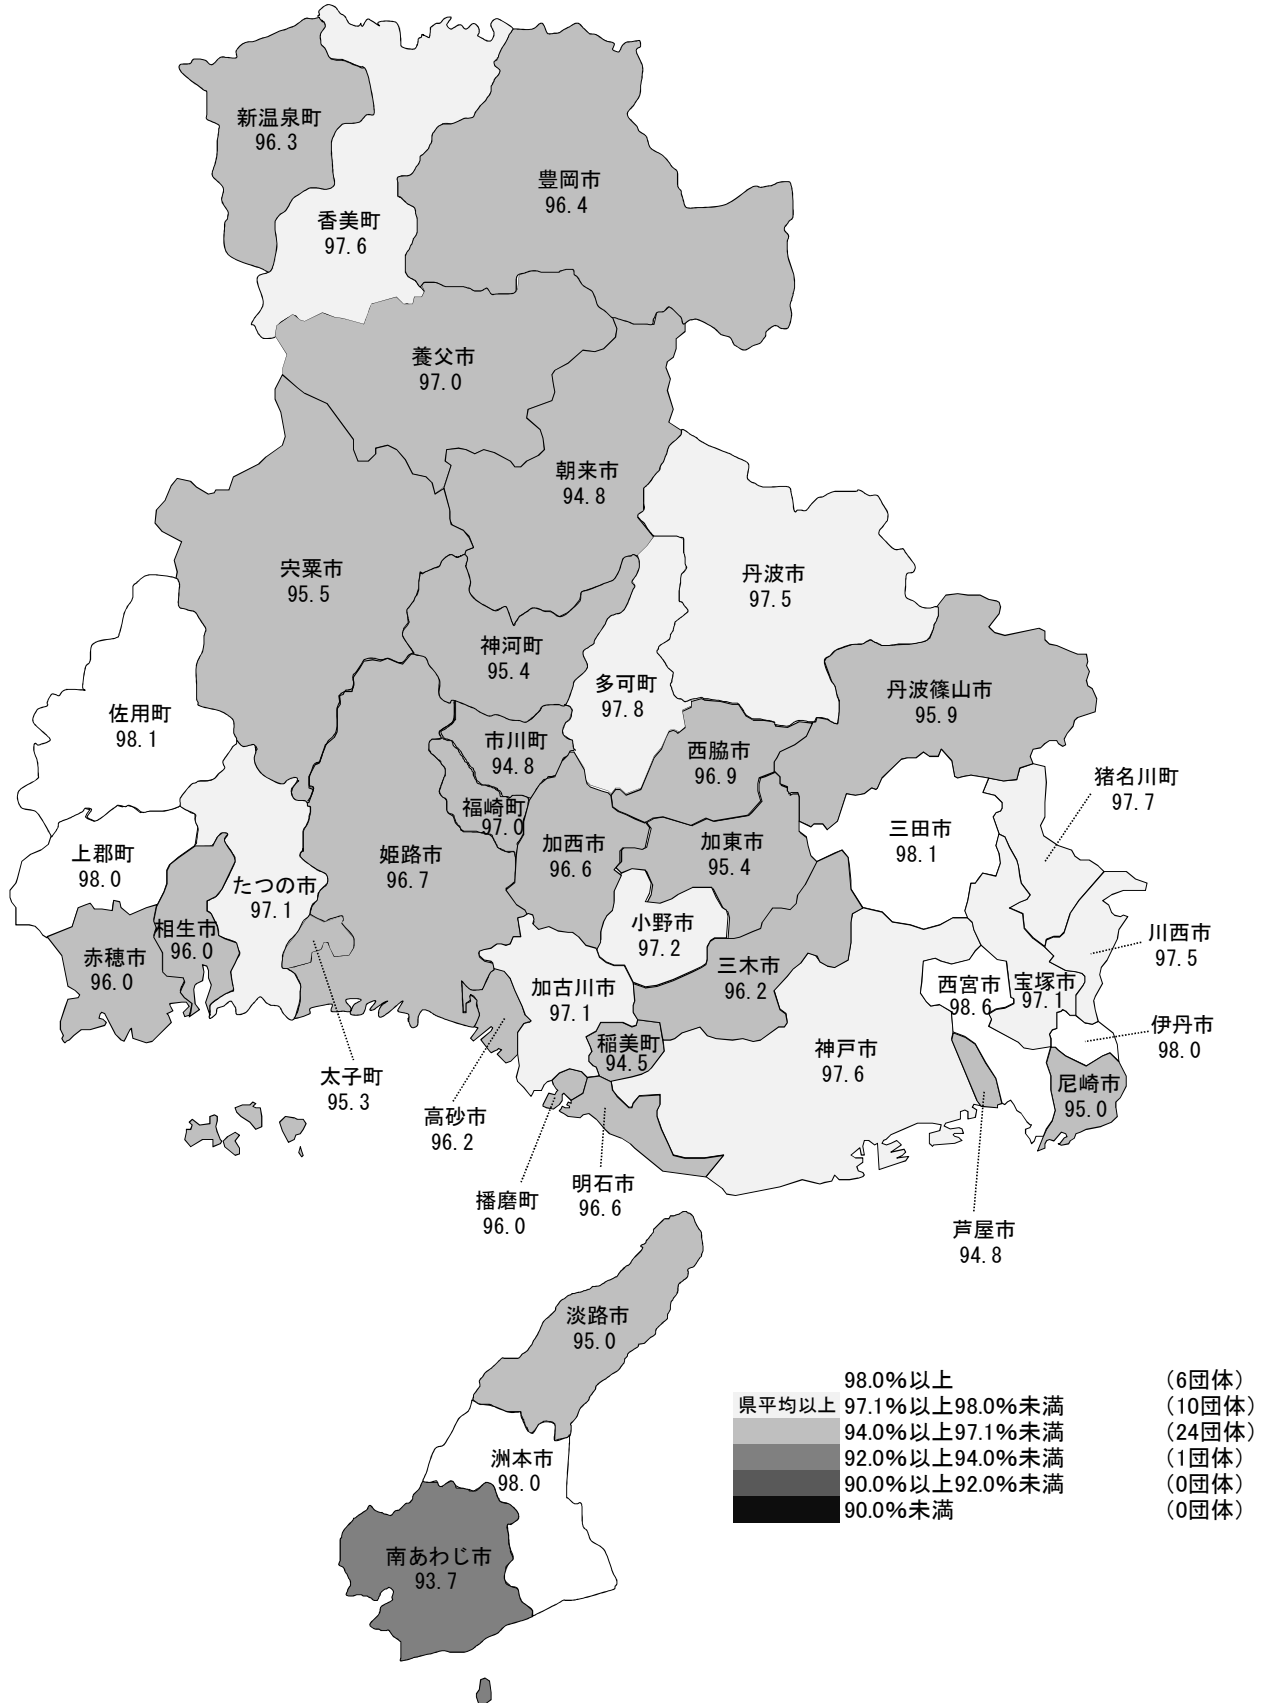 新温泉町
96.3
豊岡市
96.4
香美町
97.6
養父市
97.0
朝来市
94.8
宍粟市
95.5
丹波市
97.5
神河町
95.4
多可町
97.8
丹波篠山市
95.9
佐用町
98.1
市川町
94.8
西脇市
96.9
猪名川町
97.7
福崎町
97.0
三田市
98.1
加西市
96.6
加東市
95.4
姫路市
96.7
上郡町
98.0
たつの市
97.1
相生市
96.0
赤穂市
96.0
小野市
97.2
川西市
97.5
三木市
96.2
加古川市
97.1
西宮市
98.6
宝塚市
97.1
伊丹市
98.0
稲美町
94.5
神戸市
97.6
尼崎市
95.0
太子町
95.3
高砂市
96.2
播磨町
96.0
明石市
96.6
芦屋市
94.8
淡路市
95.0
洲本市
98.0
南あわじ市
93.7
98.0%以上 (6団体)
県平均以上 97.1%以上98.0%未満 (10団体)
94.0%以上97.1%未満 (24団体)
92.0%以上94.0%未満 (1団体)
90.0%以上92.0%未満 (0団体)
90.0%未満 (0団体)